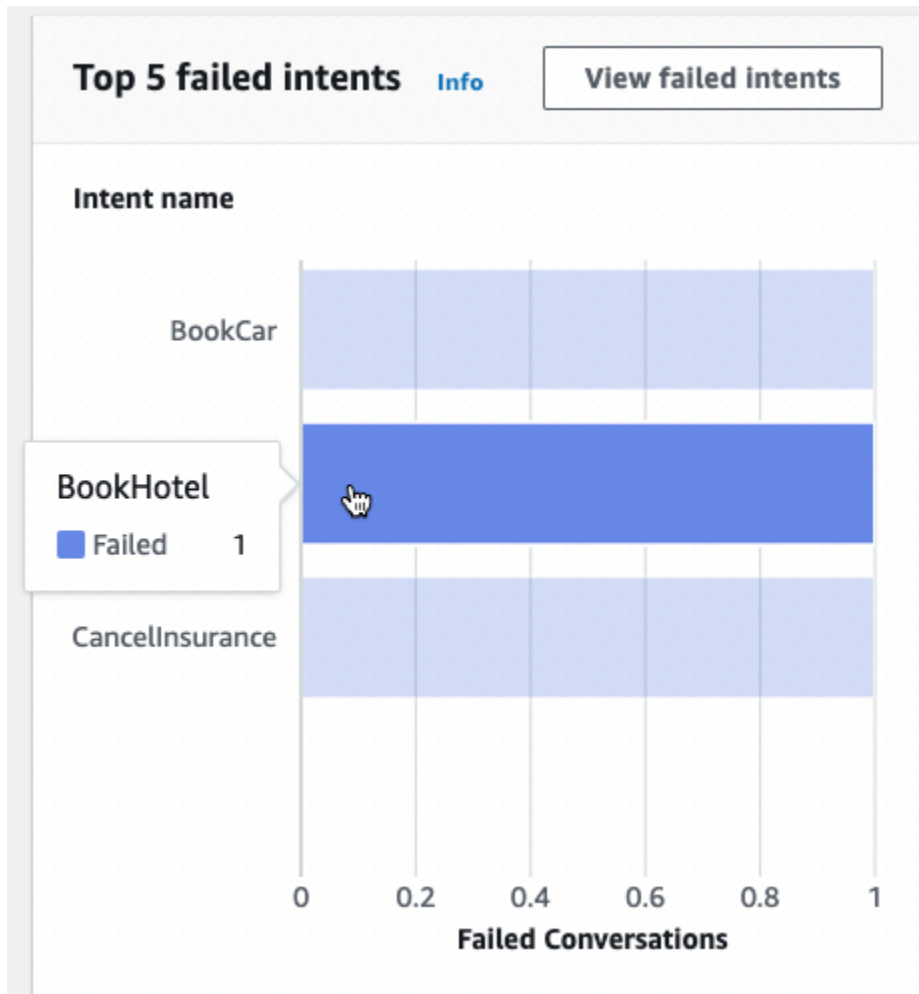 Top 5 failed intents Info View failed intents
Intent name
BookCar
BookHotel
Failed 1
CancelInsurance
0 0.2 0.4 0.6 0.8 1
Failed Conversations